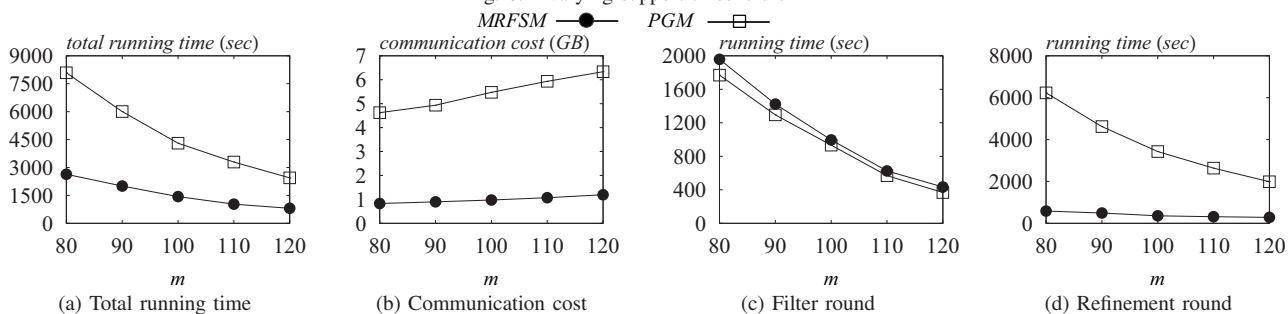 MRFSM PGM
total running time (sec)
9000
7500
6000
4500
3000
1500
0
80 90 100 110 120
m
(a) Total running time
communication cost (GB)
7
6
5
4
3
2
1
0
80 90 100 110 120
m
(b) Communication cost
running time (sec)
2000
1600
1200
800
400
0
80 90 100 110 120
m
(c) Filter round
running time (sec)
8000
6000
4000
2000
0
80 90 100 110 120
m
(d) Refinement round